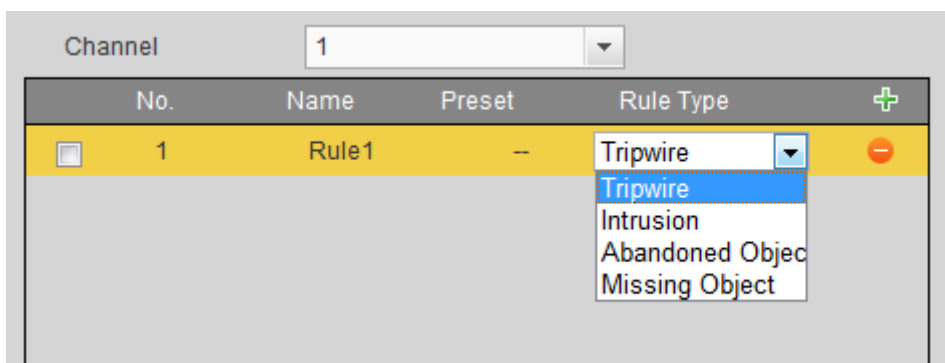 Channel 1
No. Name Preset Rule Type
1 Rule1 -- Tripwire
Tripwire
Intrusion
Abandoned Objec
Missing Object